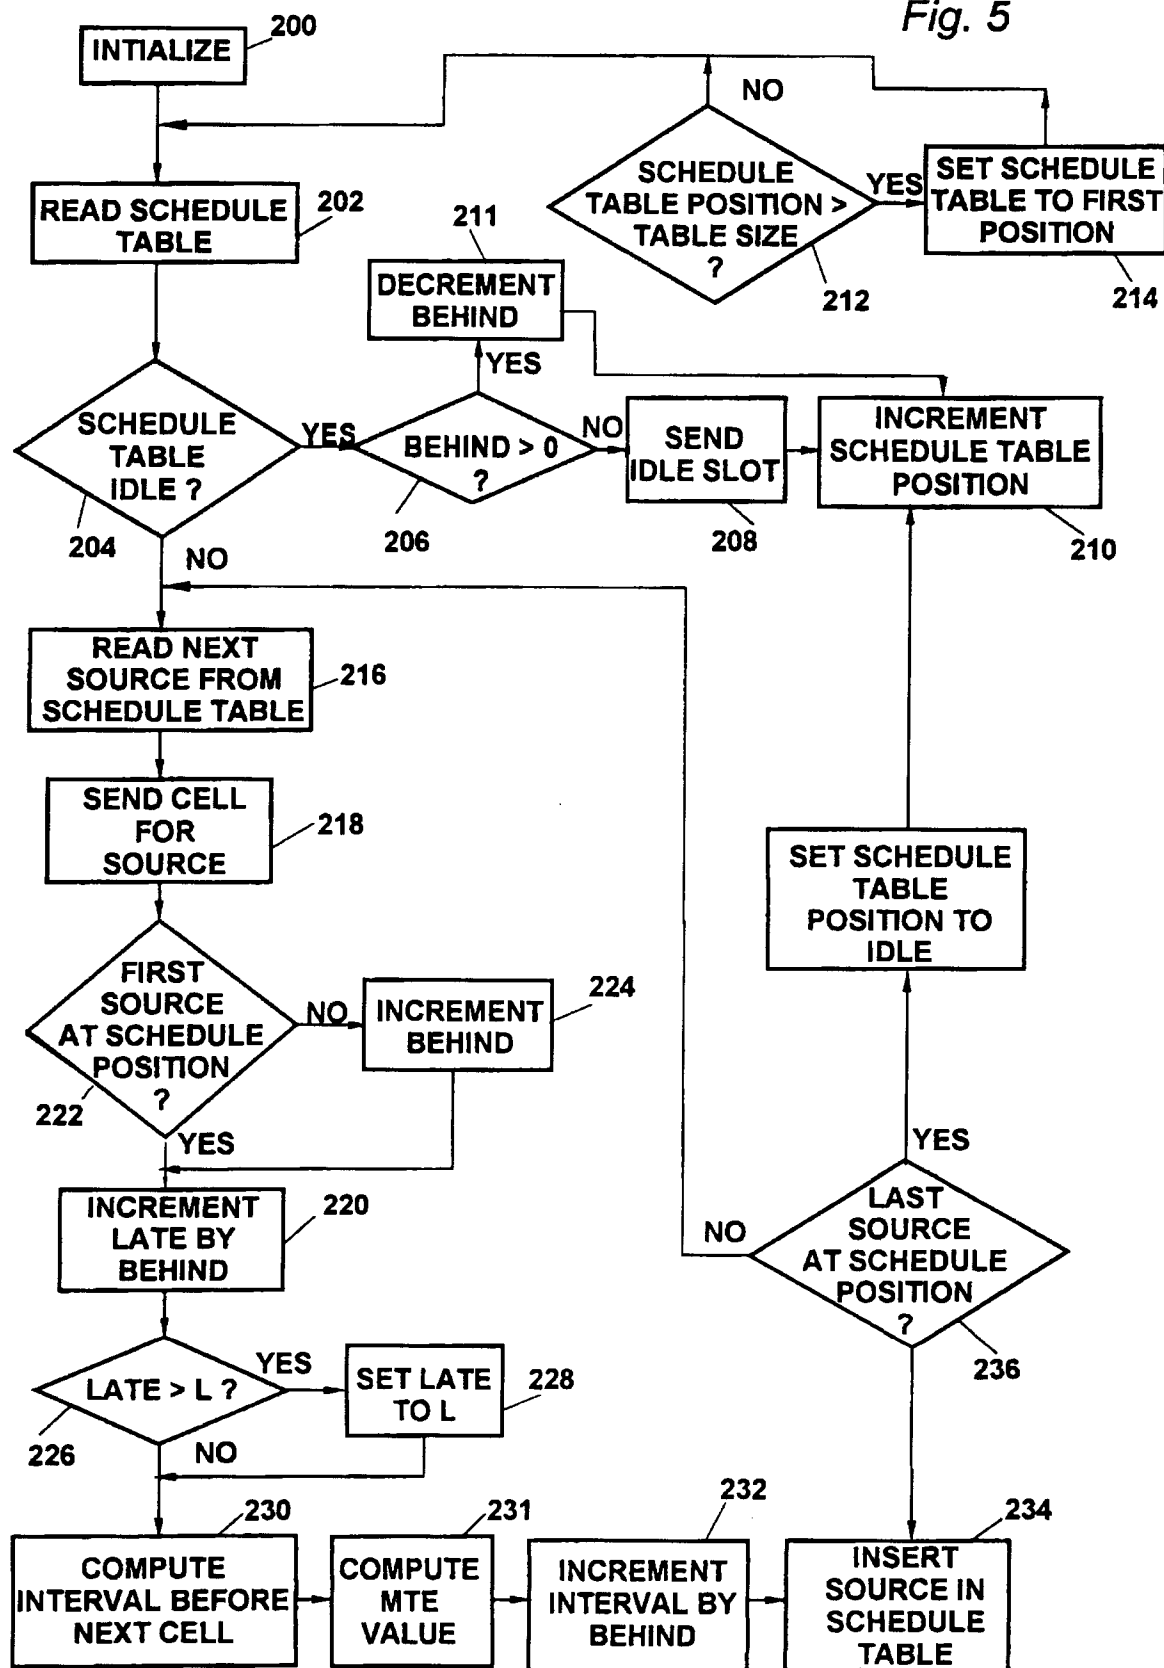 Fig. 5
INTIALIZE
200
READ SCHEDULE
TABLE
202
SCHEDULE
TABLE
IDLE ?
204
YES
NO
BEHIND > 0
?
206
YES
NO
DECREMENT
BEHIND
211
SEND
IDLE SLOT
208
INCREMENT
SCHEDULE TABLE
POSITION
210
SCHEDULE
TABLE POSITION >
TABLE SIZE
?
212
NO
YES
SET SCHEDULE
TABLE TO FIRST
POSITION
214
READ NEXT
SOURCE FROM
SCHEDULE TABLE
216
SEND CELL
FOR
SOURCE
218
FIRST
SOURCE
AT SCHEDULE
POSITION
?
222
NO
YES
INCREMENT
BEHIND
224
INCREMENT
LATE BY
BEHIND
220
LATE > L ?
226
YES
NO
SET LATE
TO L
228
COMPUTE
INTERVAL BEFORE
NEXT CELL
230
COMPUTE
MTE
VALUE
231
INCREMENT
INTERVAL BY
BEHIND
232
INSERT
SOURCE IN
SCHEDULE
TABLE
234
LAST
SOURCE
AT SCHEDULE
POSITION
?
236
NO
YES
SET SCHEDULE
TABLE
POSITION TO
IDLE